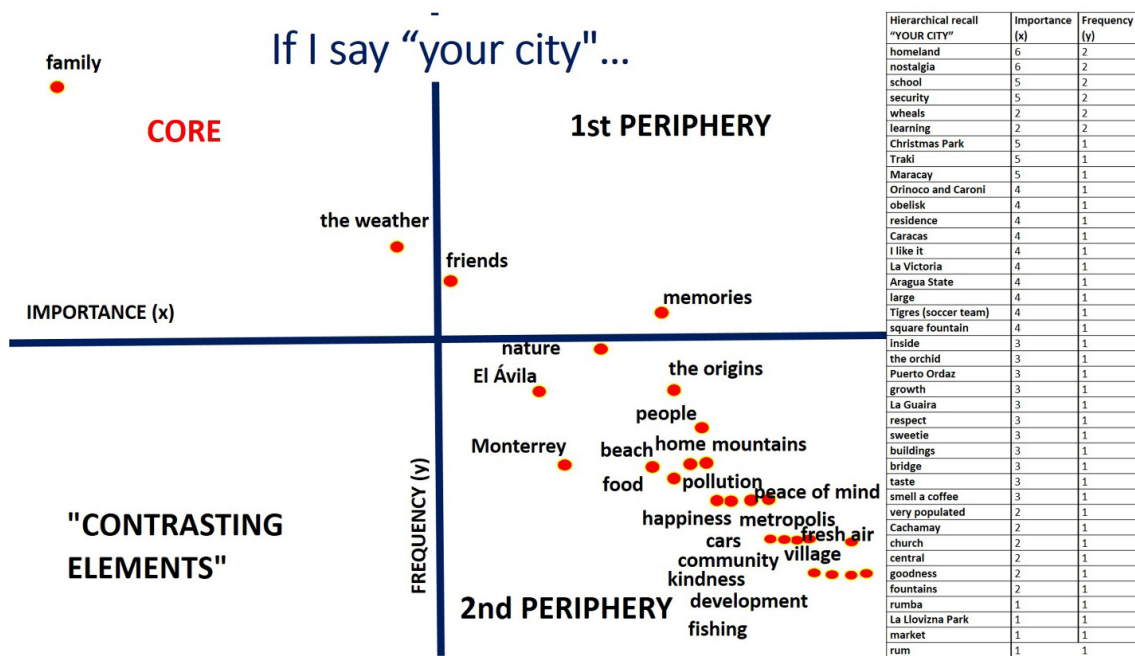 If I say “your city"...
family
CORE
1st PERIPHERY
the weather
friends
memories
IMPORTANCE (x)
nature
El Ávila
the origins
people
Monterrey
beach
home mountains
food
pollution
peace of mind
happiness
metropolis
cars
fresh air
community
village
kindness
development
fishing
FREQUENCY (y)
"CONTRASTING
ELEMENTS"
2nd PERIPHERY
Hierarchical recall Importance Frequency
“YOUR CITY” (x) (y)
homeland 6 2
nostalgia 6 2
school 5 2
security 5 2
wheals 2 2
learning 2 2
Christmas Park 5 1
Traki 5 1
Maracay 5 1
Orinoco and Caroni 4 1
obelisk 4 1
residence 4 1
Caracas 4 1
I like it 4 1
La Victoria 4 1
Aragua State 4 1
large 4 1
Tigres (soccer team) 4 1
square fountain 4 1
inside 3 1
the orchid 3 1
Puerto Ordaz 3 1
growth 3 1
La Guaira 3 1
respect 3 1
sweetie 3 1
buildings 3 1
bridge 3 1
taste 3 1
smell a coffee 3 1
very populated 2 1
Cachamay 2 1
church 2 1
central 2 1
goodness 2 1
fountains 2 1
rumba 1 1
La Llovizna Park 1 1
market 1 1
rum 1 1